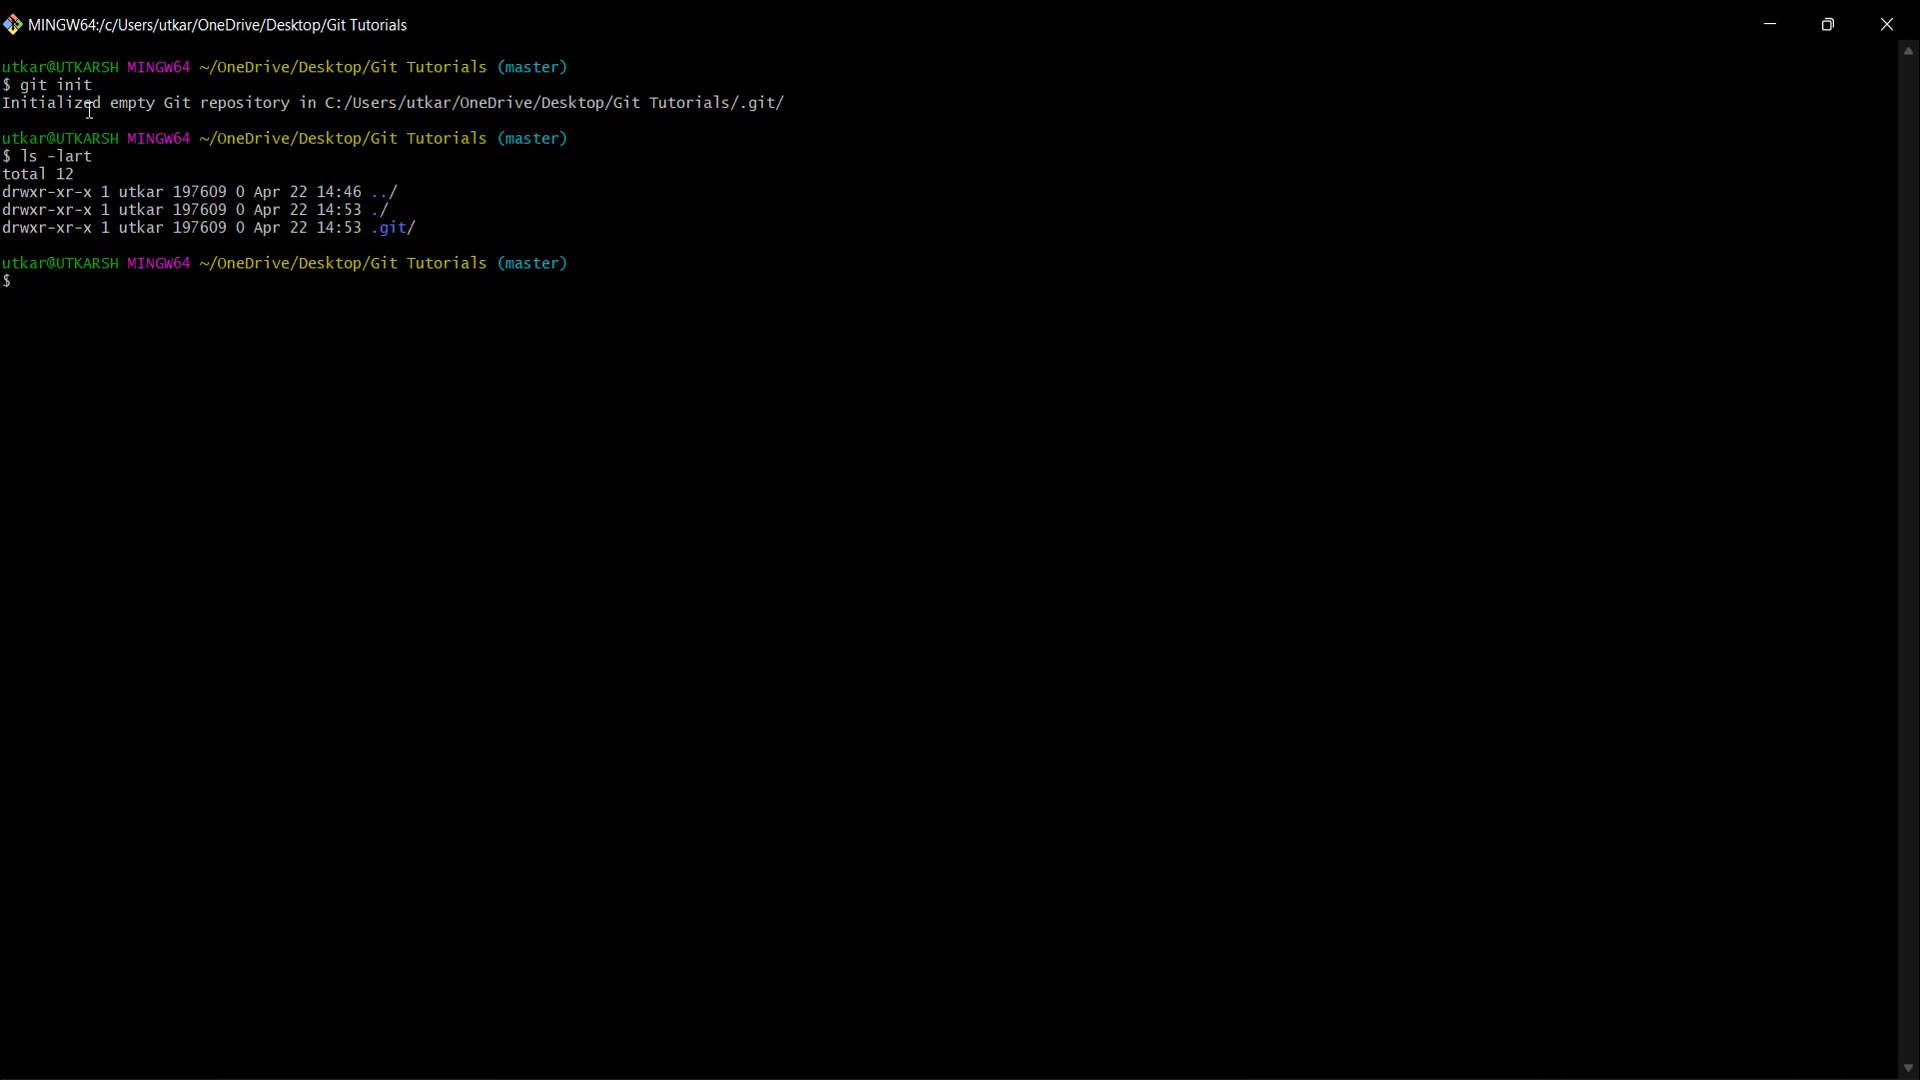 MINGW64:/c/Users/utkar/OneDrive/Desktop/Git Tutorials
utkar@UTKARSH MINGW64 ~/OneDrive/Desktop/Git Tutorials (master)
$ git init
Initialized empty Git repository in C:/Users/utkar/OneDrive/Desktop/Git Tutorials/.git/
utkar@UTKARSH MINGW64 ~/OneDrive/Desktop/Git Tutorials (master)
$ ls -lart
total 12
drwxr-xr-x 1 utkar 197609 0 Apr 22 14:46 ../
drwxr-xr-x 1 utkar 197609 0 Apr 22 14:53 ./
drwxr-xr-x 1 utkar 197609 0 Apr 22 14:53 .git/
utkar@UTKARSH MINGW64 ~/OneDrive/Desktop/Git Tutorials (master)
$